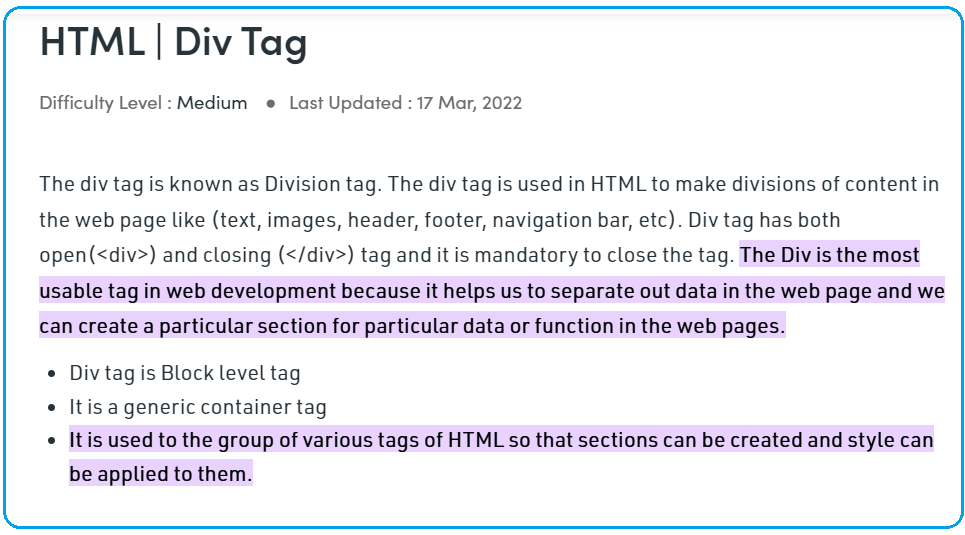 HTML | Div Tag
Difficulty Level : Medium ● Last Updated : 17 Mar, 2022
The div tag is known as Division tag. The div tag is used in HTML to make divisions of content in
the web page like (text, images, header, footer, navigation bar, etc). Div tag has both
open(<div>) and closing (</div>) tag and it is mandatory to close the tag. The Div is the most
usable tag in web development because it helps us to separate out data in the web page and we
can create a particular section for particular data or function in the web pages.
• Div tag is Block level tag
• It is a generic container tag
• It is used to the group of various tags of HTML so that sections can be created and style can
be applied to them.